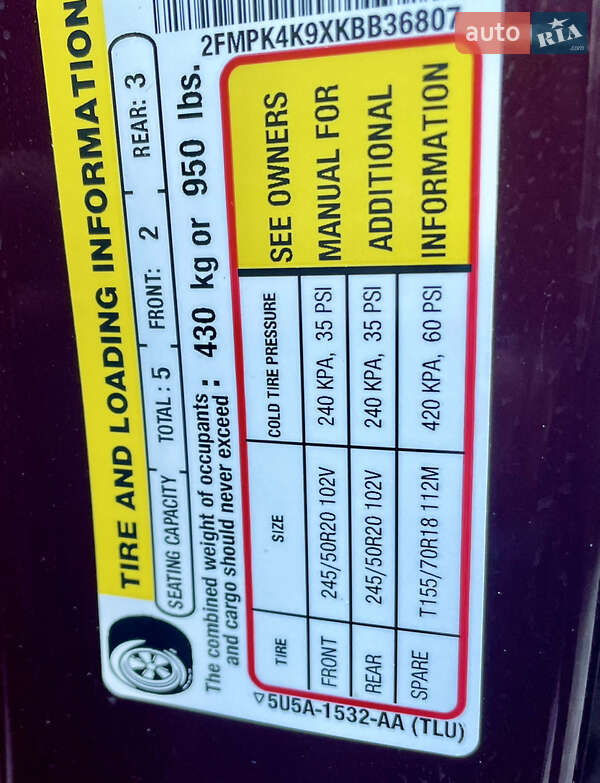 TIRE AND LOADING INFORMATION
SEATING CAPACITY TOTAL : 5 FRONT: 2 REAR: 3
The combined weight of occupants and cargo should never exceed : 430 kg or 950 lbs.
TIRE SIZE COLD TIRE PRESSURE
FRONT 245/50R20 102V 240 KPA, 35 PSI
REAR 245/50R20 102V 240 KPA, 35 PSI
SPARE T155/70R18 112M 420 KPA, 60 PSI
SEE OWNERS
MANUAL FOR
ADDITIONAL
INFORMATION
5U5A-1532-AA (TLU)
2FMPK4K9XKBB36807
auto RIA.com